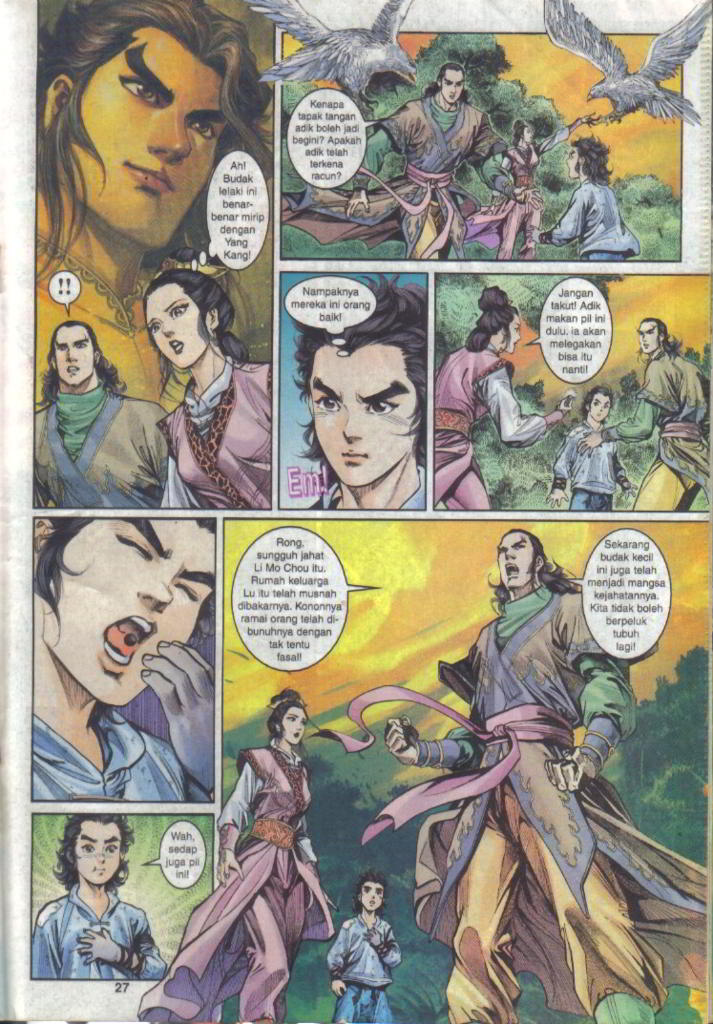 Ah!
Budak
lelaki ini
benar-
benar mirip
dengan
Yang
Kang!
!!
Kenapa
tapak tangan
adik boleh jadi
begini? Apakah
adik telah
terkena
racun?
Nampaknya
mereka ini orang
baik!
Em!
Jangan
takut! Adik
makan pil ini
dulu, ia akan
melegakan
bisa itu
nanti!
Rong,
sungguh jahat
Li Mo Chou itu.
Rumah keluarga
Lu itu telah musnah
dibakarnya. Kononnya
ramai orang telah di-
bunuhnya dengan
tak tentu
fasal!
Sekarang
budak kecil
ini juga telah
menjadi mangsa
kejahatannya.
Kita tidak boleh
berpeluk
tubuh
lagi!
Wah,
sedap
juga pil
ini!
27